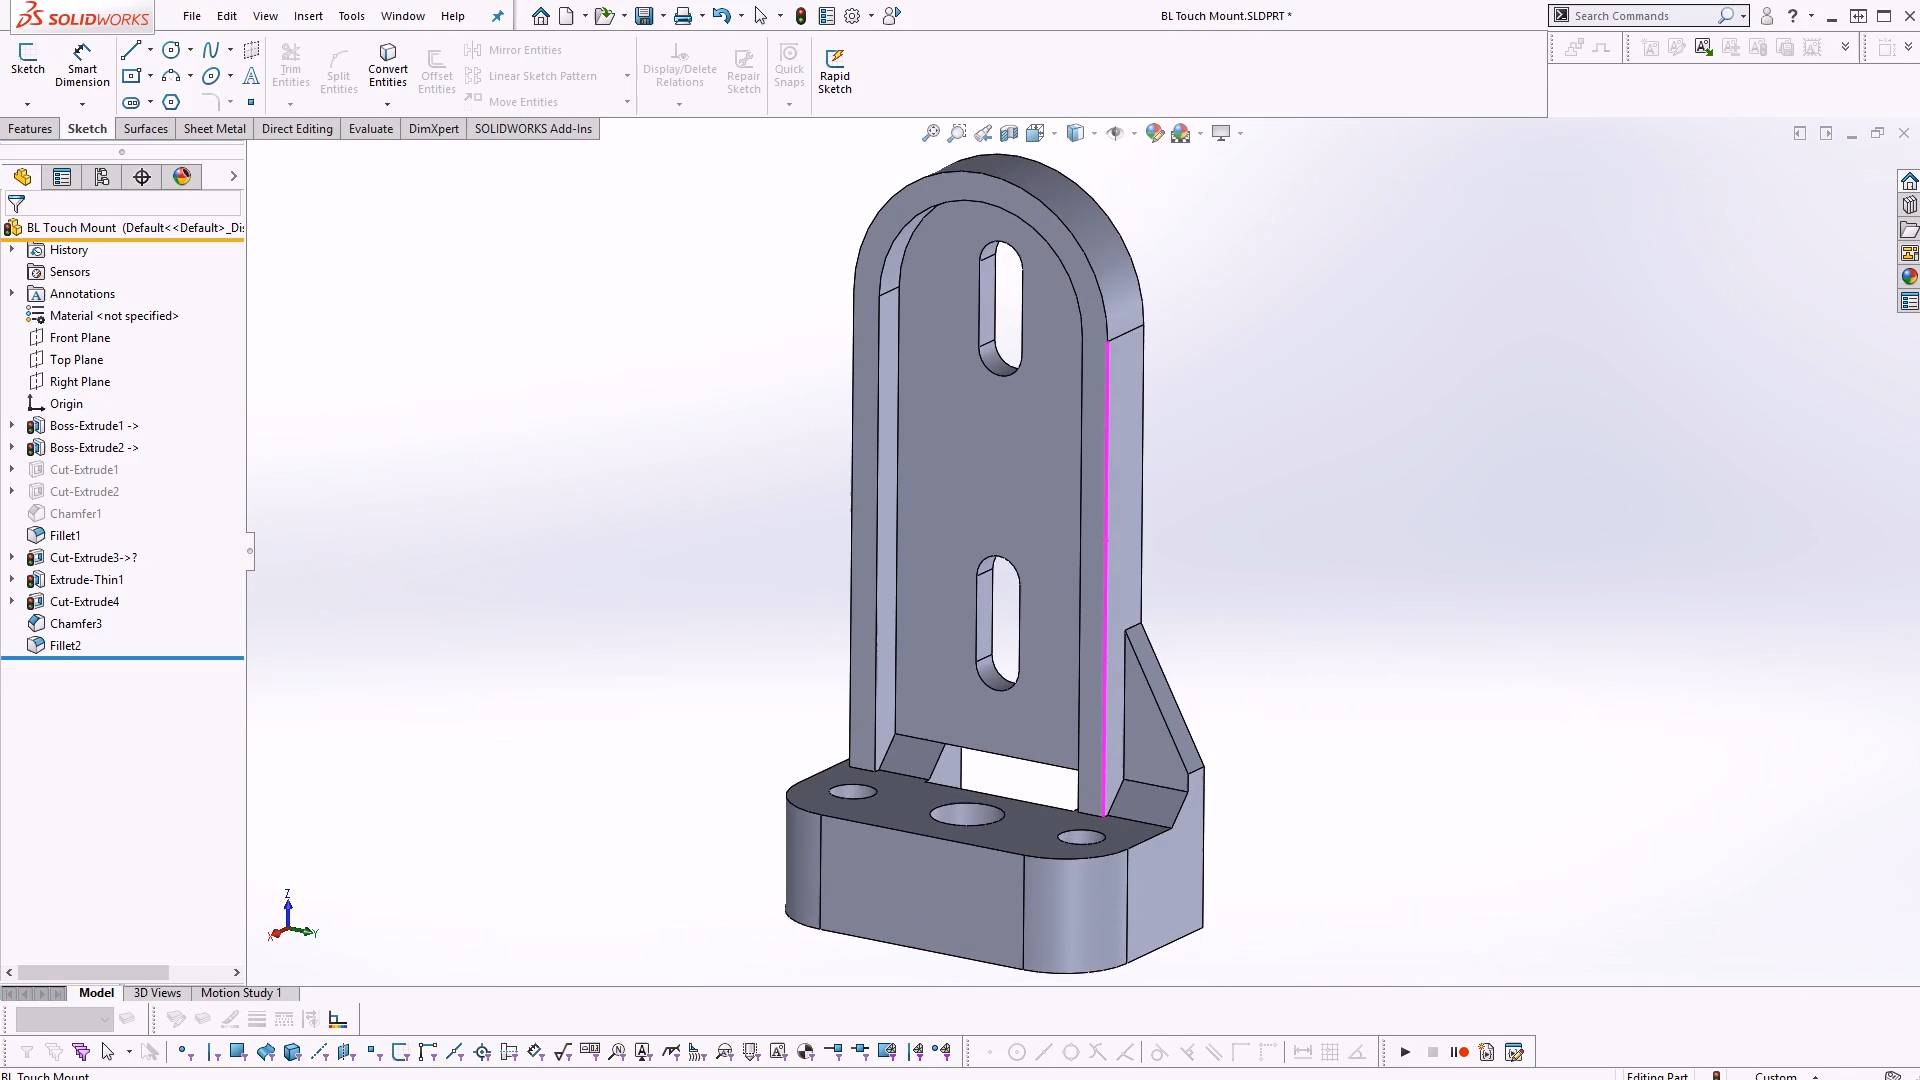 SOLIDWORKS
File Edit View Insert Tools Window Help
BL Touch Mount.SLDPRT *
Search Commands
Sketch
Smart Dimension
Trim Entities
Split Entities
Convert Entities
Offset Entities
Mirror Entities
Linear Sketch Pattern
Move Entities
Display/Delete Relations
Repair Sketch
Quick Snaps
Rapid Sketch
Features Sketch Surfaces Sheet Metal Direct Editing Evaluate DimXpert SOLIDWORKS Add-Ins
BL Touch Mount (Default<<Default>_Di
History
Sensors
Annotations
Material <not specified>
Front Plane
Top Plane
Right Plane
Origin
Boss-Extrude1 ->
Boss-Extrude2 ->
Cut-Extrude1
Cut-Extrude2
Chamfer1
Fillet1
Cut-Extrude3->?
Extrude-Thin1
Cut-Extrude4
Chamfer3
Fillet2
Z
X
Y
Model 3D Views Motion Study 1
BL Touch Mount
Editing Part Custom